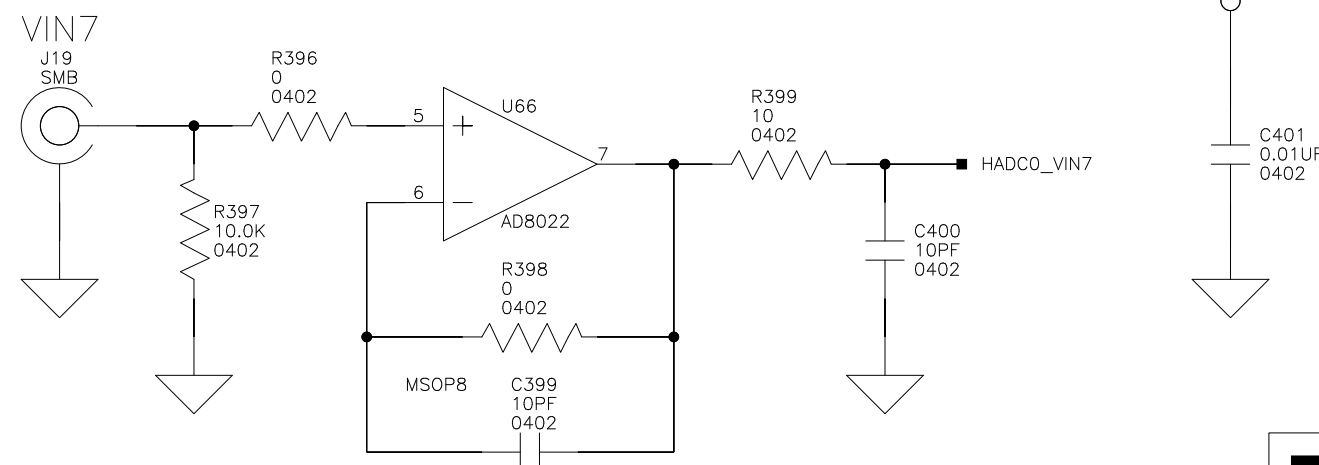 VIN7
J19
SMB
R396
0
0402
5
U66
7
6
AD8022
R397
10.0K
0402
R398
0
0402
MSOP8
C399
10PF
0402
R399
10
0402
HADC0_VIN7
C400
10PF
0402
C401
0.01UF
0402